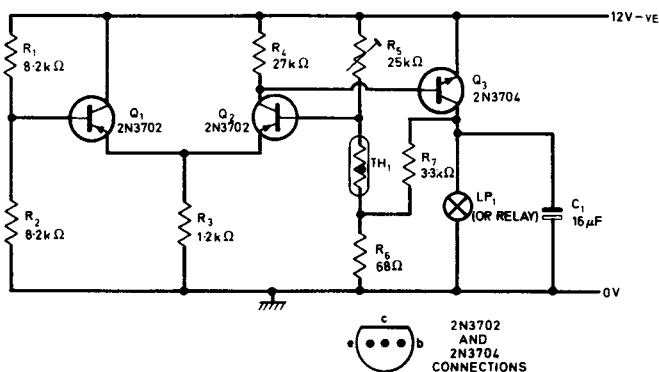 12V-VE
R1
8·2kΩ
R4
27kΩ
R5
25kΩ
Q1
2N3702
Q2
2N3702
Q3
2N3704
TH1
R7
3·3kΩ
R2
8·2kΩ
R3
1·2kΩ
R6
68Ω
LP1
(OR RELAY)
C1
16μF
0V
c
e
b
2N3702
AND
2N3704
CONNECTIONS